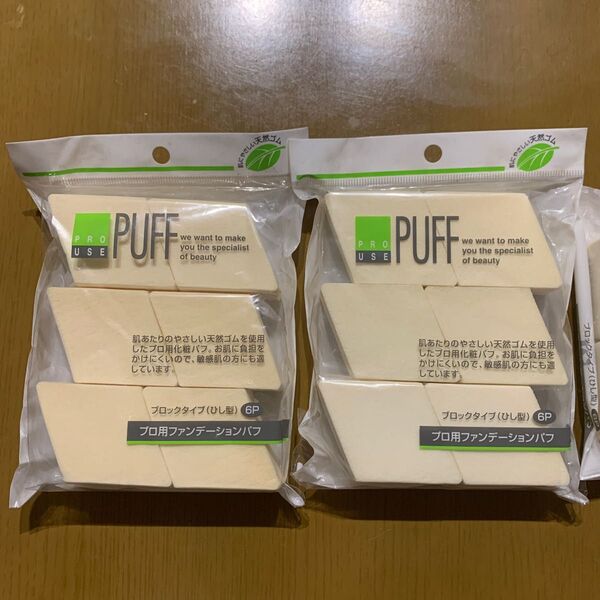 肌にやさしい天然ゴム
PRO
USE
PUFF
we want to make
you the specialist
of beauty
肌あたりのやさしい天然ゴムを使用
したプロ用化粧パフ。お肌に負担を
かけにくいので、敏感肌の方にも適
しています。
ブロックタイプ(ひし型) 6P
プロ用ファンデーションパフ
肌にやさしい天然ゴム
PRO
USE
PUFF
we want to make
you the specialist
of beauty
肌あたりのやさしい天然ゴムを使用
したプロ用化粧パフ。お肌に負担を
かけにくいので、敏感肌の方にも適
しています。
ブロックタイプ(ひし型) 6P
プロ用ファンデーションパフ
ブロックタイプ(ひし型)